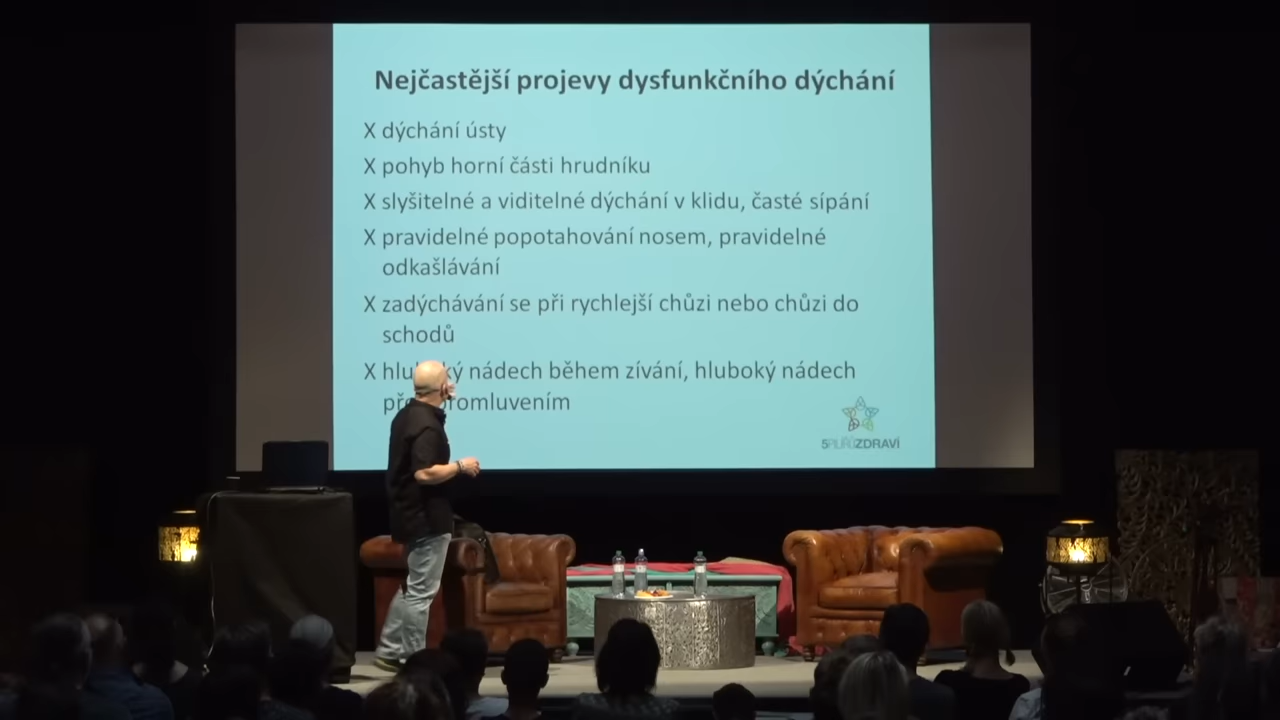 Nejčastější projevy dysfunkčního dýchání
X dýchání ústy
X pohyb horní části hrudníku
X slyšitelné a viditelné dýchání v klidu, časté sípání
X pravidelné popotahování nosem, pravidelné
odkašlávání
X zadýchávání se při rychlejší chůzi nebo chůzi do
schodů
X nádech během zívání, hluboký nádech
5PILÍŘŮZDRAVÍ